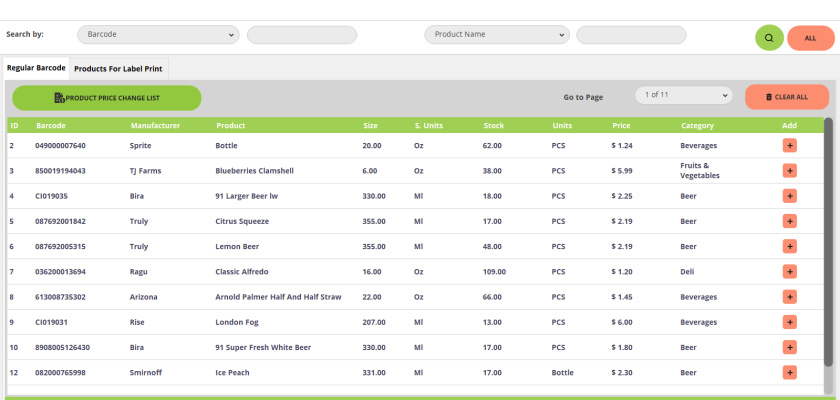 Search by: Barcode Product Name ALL
Regular Barcode Products For Label Print
PRODUCT PRICE CHANGE LIST Go to Page 1 of 11 CLEAR ALL
ID Barcode Manufacturer Product Size S. Units Stock Units Price Category Add
2 049000007640 Sprite Bottle 20.00 Oz 62.00 PCS $ 1.24 Beverages +
3 850019194043 TJ Farms Blueberries Clamshell 6.00 Oz 38.00 PCS $ 5.99 Fruits & Vegetables +
4 CI019035 Bira 91 Larger Beer lw 330.00 Ml 18.00 PCS $ 2.25 Beer +
5 087692001842 Truly Citrus Squeeze 355.00 Ml 17.00 PCS $ 2.19 Beer +
6 087692005315 Truly Lemon Beer 355.00 Ml 48.00 PCS $ 2.19 Beer +
7 036200013694 Ragu Classic Alfredo 16.00 Oz 109.00 PCS $ 1.20 Deli +
8 613008735302 Arizona Arnold Palmer Half And Half Straw 22.00 Oz 66.00 PCS $ 1.45 Beverages +
9 CI019031 Rise London Fog 207.00 Ml 13.00 PCS $ 6.00 Beverages +
10 8908005126430 Bira 91 Super Fresh White Beer 330.00 Ml 17.00 PCS $ 1.80 Beer +
12 082000765998 Smirnoff Ice Peach 331.00 Ml 17.00 Bottle $ 2.30 Beer +